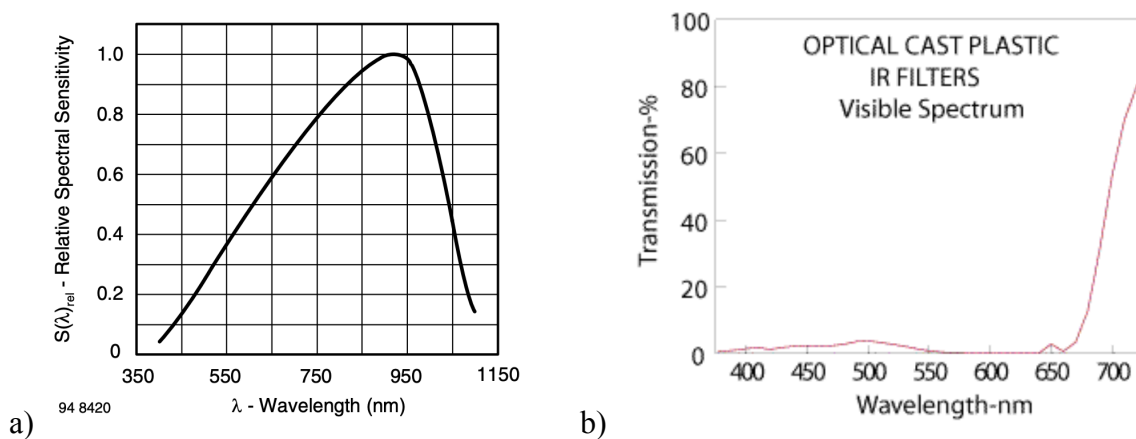 S(λ)rel - Relative Spectral Sensitivity
1.0
0.8
0.6
0.4
0.2
0
350
550
750
950
1150
94 8420
λ - Wavelength (nm)
a)
OPTICAL CAST PLASTIC
IR FILTERS
Visible Spectrum
Transmission-%
100
80
60
40
20
0
400
450
500
550
600
650
700
Wavelength-nm
b)